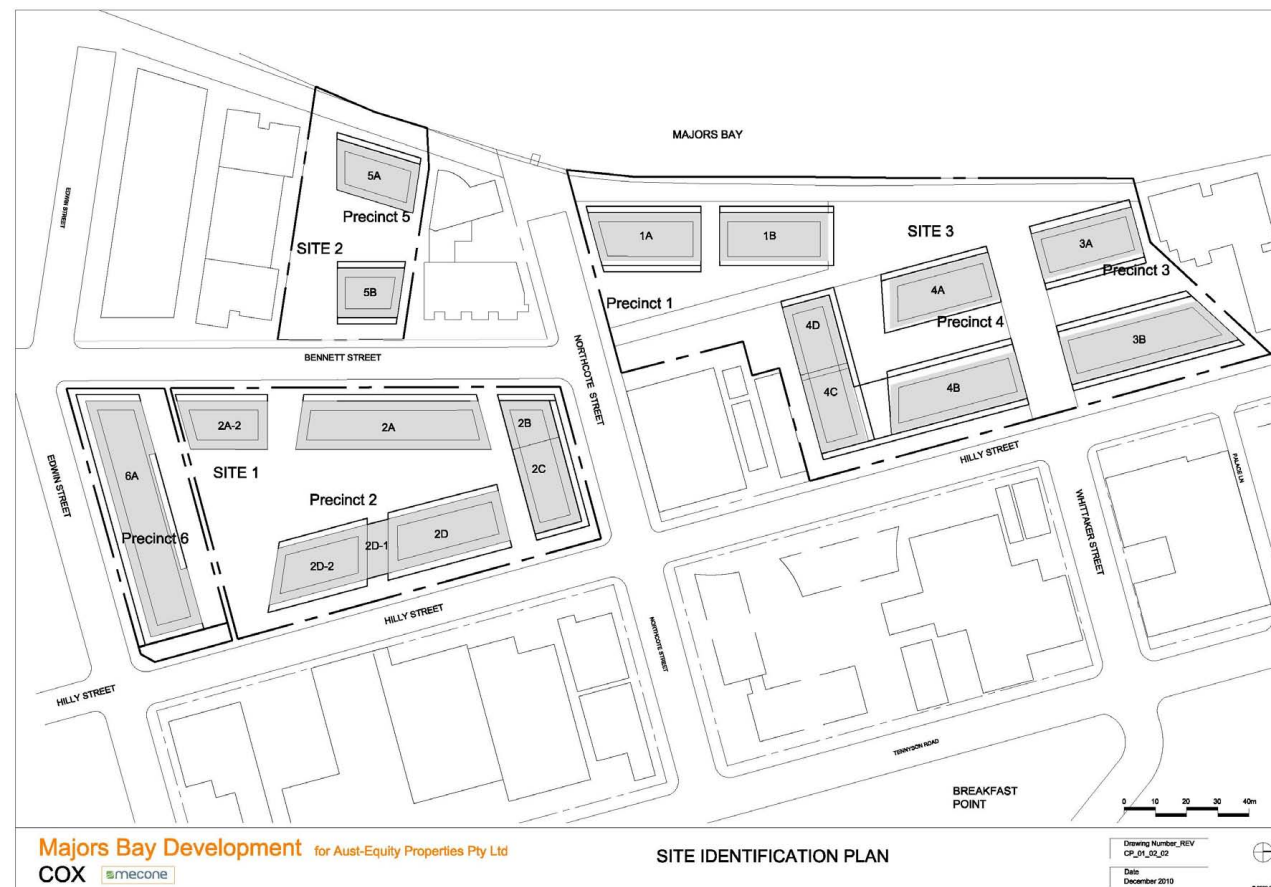 MAJORS BAY
5A
Precinct 5
SITE 2
5B
EDWIN STREET
BENNETT STREET
NORTHCOTE STREET
1A
1B
SITE 3
3A
Precinct 3
Precinct 1
4A
Precinct 4
4D
4C
4B
3B
HILLY STREET
WHITTAKER STREET
PALACE LN
2A-2
2A
2B
2C
SITE 1
Precinct 2
6A
Precinct 6
EDWIN STREET
2D-2
2D-1
2D
HILLY STREET
HILLY STREET
NORTHCOTE STREET
TENNYSON ROAD
BREAKFAST
POINT
0 10 20 30 40m
Majors Bay Development for Aust-Equity Properties Pty Ltd
COX mecone
SITE IDENTIFICATION PLAN
Drawing Number_REV
CP_01_02_02
Date
December 2010